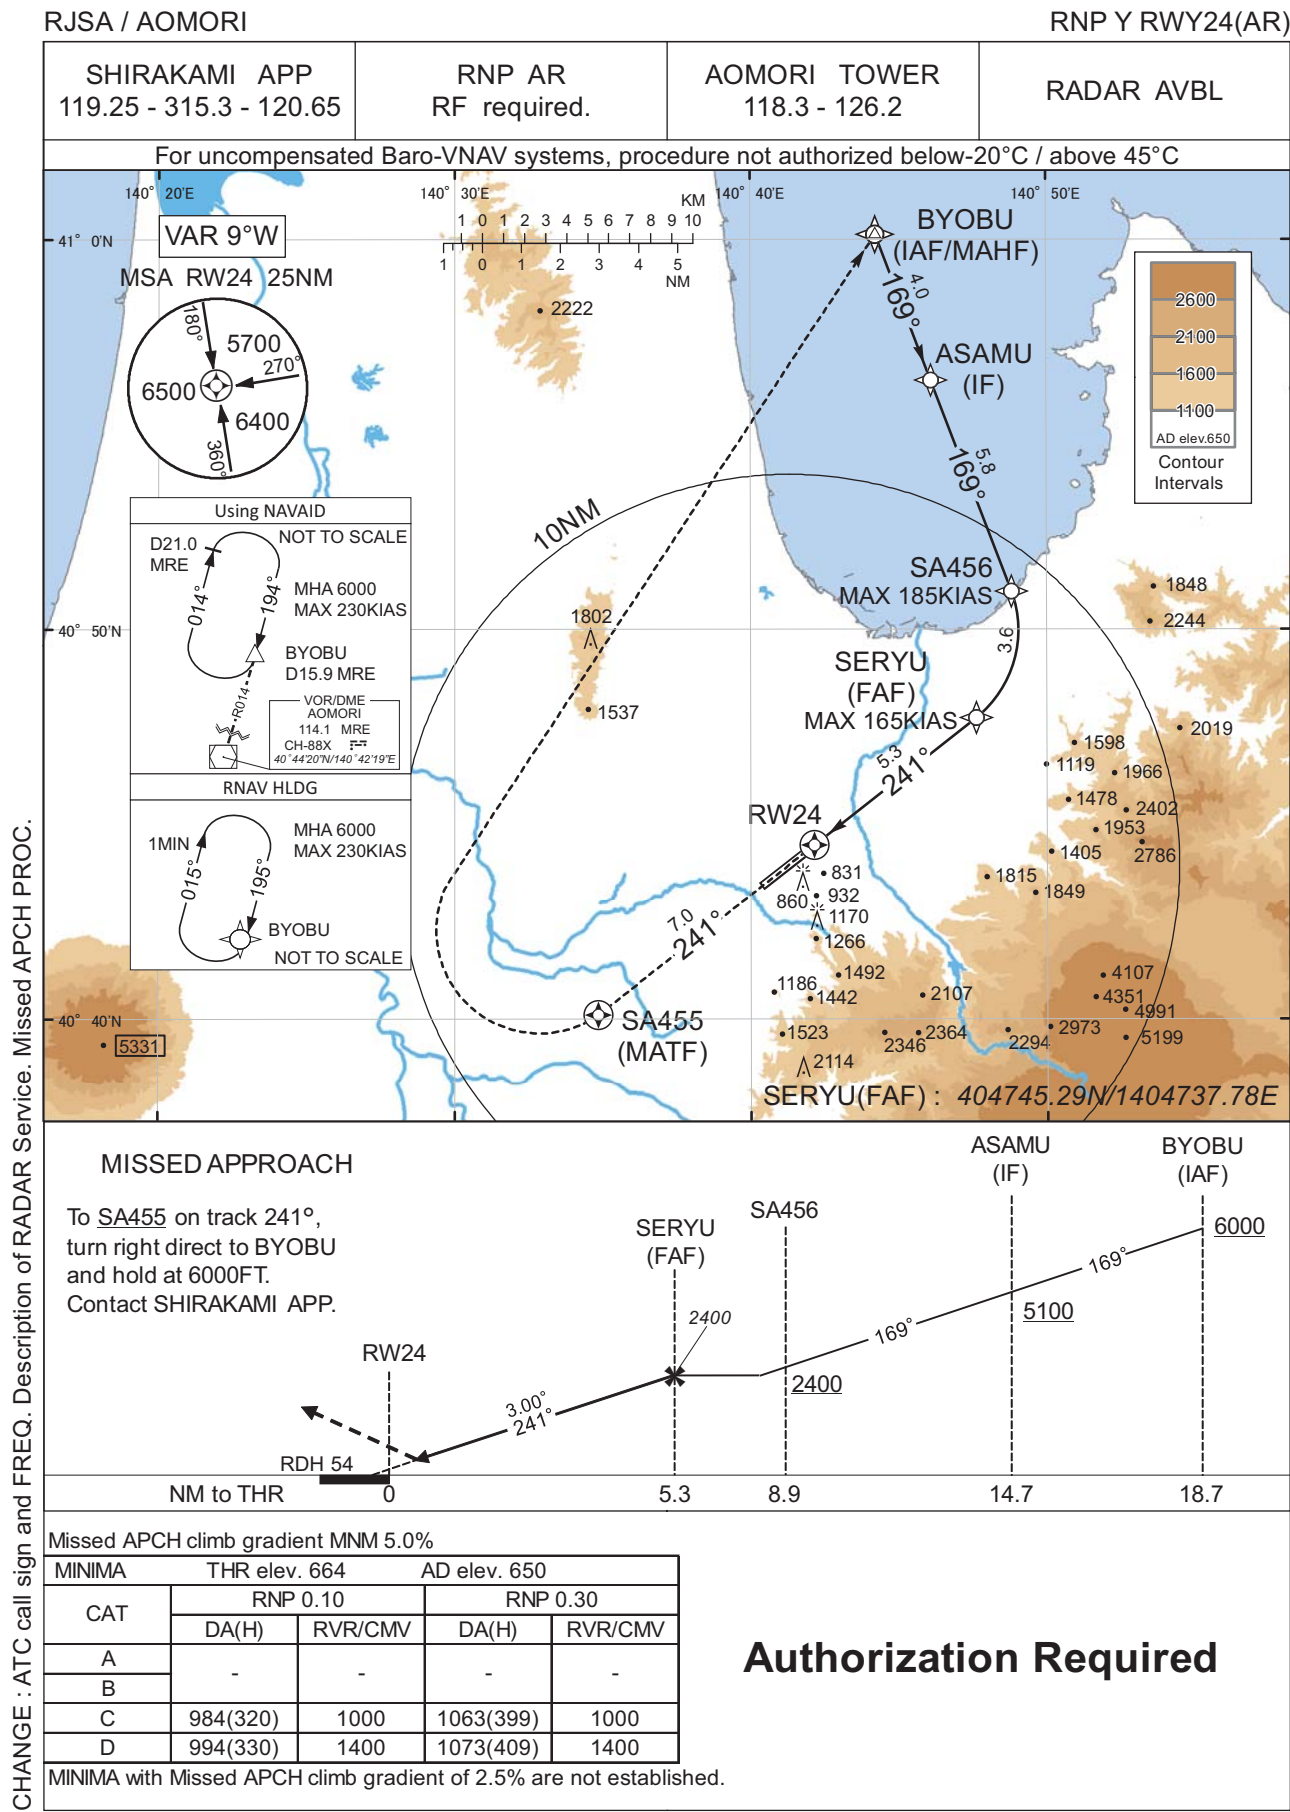 RJSA / AOMORI
RNP Y RWY24(AR)
SHIRAKAMI APP
119.25 - 315.3 - 120.65
RNP AR
RF required.
AOMORI TOWER
118.3 - 126.2
RADAR AVBL
For uncompensated Baro-VNAV systems, procedure not authorized below-20°C / above 45°C
140° 20'E
140° 30'E
140° 40'E
140° 50'E
41° 0'N
40° 50'N
40° 40'N
VAR 9°W
MSA RW24 25NM
180°
5700
270°
6500
6400
360°
KM
1 0 1 2 3 4 5 6 7 8 9 10
1 0 1 2 3 4 5
NM
2222
BYOBU
(IAF/MAHF)
4.0
169°
ASAMU
(IF)
5.8
169°
2600
2100
1600
1100
AD elev.650
Contour
Intervals
10NM
SA456
MAX 185KIAS
3.6
SERYU
(FAF)
MAX 165KIAS
5.3
241°
RW24
7.0
241°
SA455
(MATF)
Using NAVAID
NOT TO SCALE
D21.0
MRE
014°
194°
MHA 6000
MAX 230KIAS
BYOBU
D15.9 MRE
R014
VOR/DME
AOMORI
114.1 MRE
CH-88X
40°44'20"N/140°42'19"E
RNAV HLDG
1MIN
015°
195°
MHA 6000
MAX 230KIAS
BYOBU
NOT TO SCALE
1802
1537
1848
2244
2019
1598
1119
1966
1478
2402
1953
2786
1405
1815
1849
831
860
932
1170
1266
1492
1186
1442
2107
4107
4351
4991
1523
2346
2364
2294
2973
5199
2114
5331
SERYU(FAF) : 404745.29N/1404737.78E
MISSED APPROACH
To SA455 on track 241°,
turn right direct to BYOBU
and hold at 6000FT.
Contact SHIRAKAMI APP.
ASAMU
(IF)
BYOBU
(IAF)
SERYU
(FAF)
SA456
6000
169°
5100
169°
2400
2400
RW24
3.00°
241°
RDH 54
NM to THR
0
5.3
8.9
14.7
18.7
Missed APCH climb gradient MNM 5.0%
MINIMA THR elev. 664 AD elev. 650
CAT RNP 0.10 RNP 0.30
DA(H) RVR/CMV DA(H) RVR/CMV
A
B
- - - -
C 984(320) 1000 1063(399) 1000
D 994(330) 1400 1073(409) 1400
MINIMA with Missed APCH climb gradient of 2.5% are not established.
Authorization Required
CHANGE : ATC call sign and FREQ. Description of RADAR Service. Missed APCH PROC.